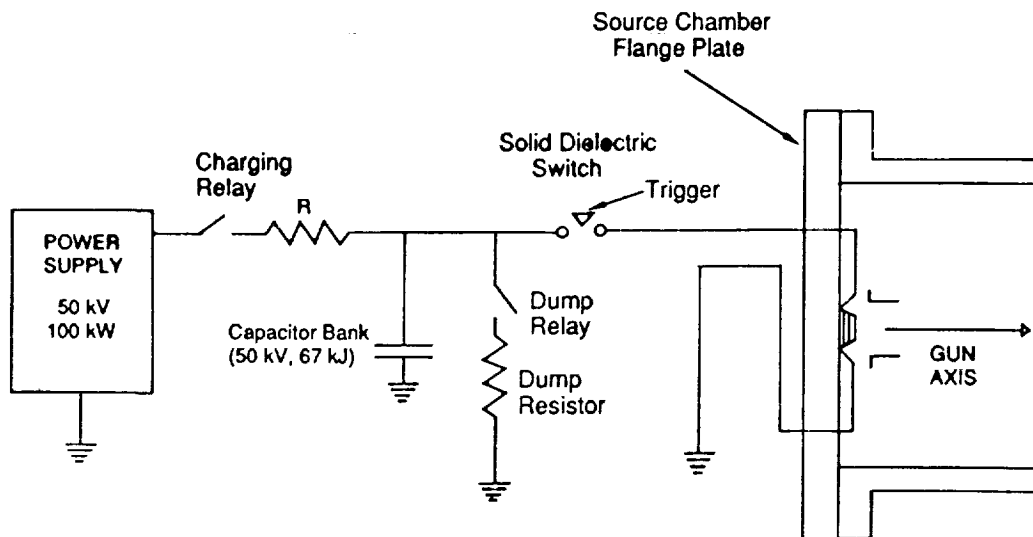 Source Chamber
Flange Plate
Solid Dielectric
Switch
Charging
Relay
Trigger
R
POWER
SUPPLY
50 kV
100 kW
Dump
Relay
Capacitor Bank
(50 kV, 67 kJ)
Dump
Resistor
GUN
AXIS